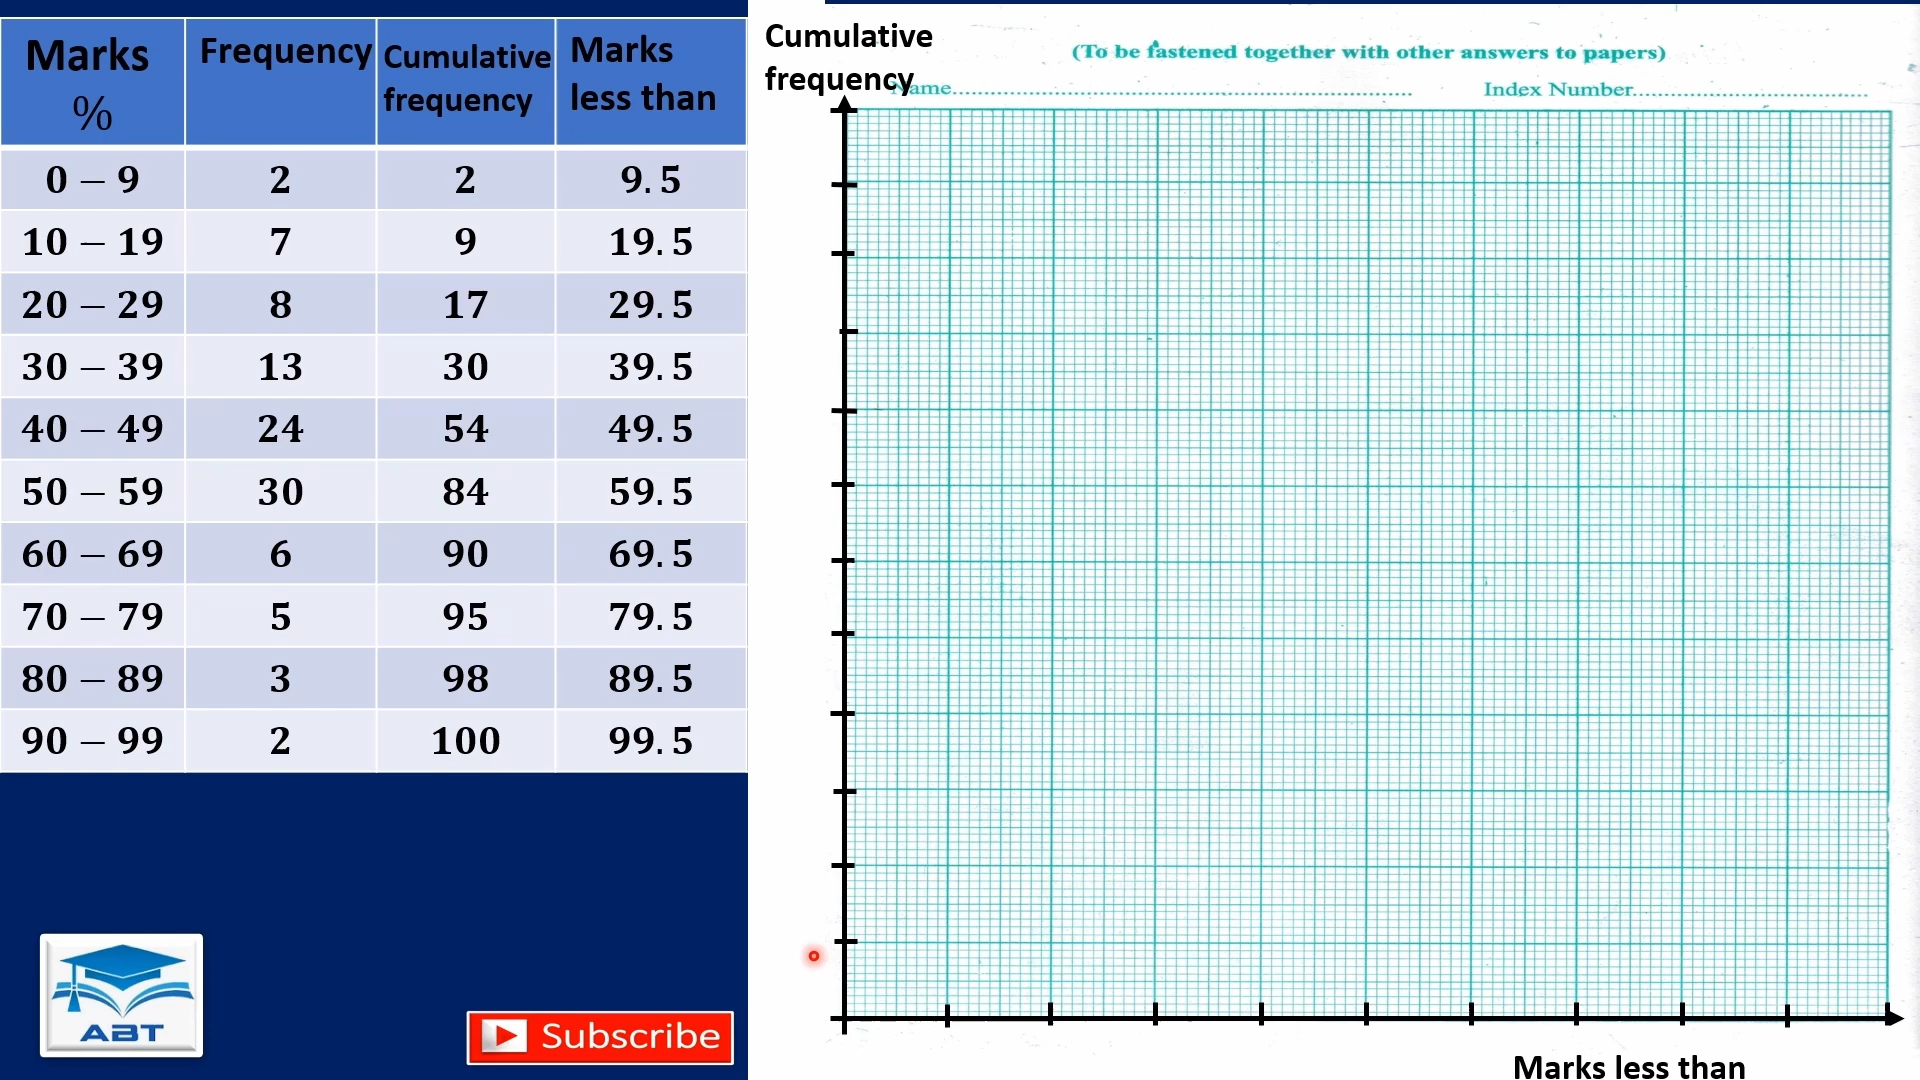 Marks
%
Frequency
Cumulative
frequency
Marks
less than
0 – 9 2 2 9.5
10 – 19 7 9 19.5
20 – 29 8 17 29.5
30 – 39 13 30 39.5
40 – 49 24 54 49.5
50 – 59 30 84 59.5
60 – 69 6 90 69.5
70 – 79 5 95 79.5
80 – 89 3 98 89.5
90 – 99 2 100 99.5
ABT
Subscribe
Cumulative
frequency
(To be fastened together with other answers to papers)
Name.......... Index Number..........
Marks less than